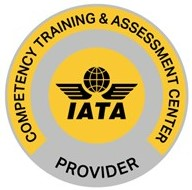 COMPETENCY TRAINING & ASSESSMENT CENTER
IATA
PROVIDER